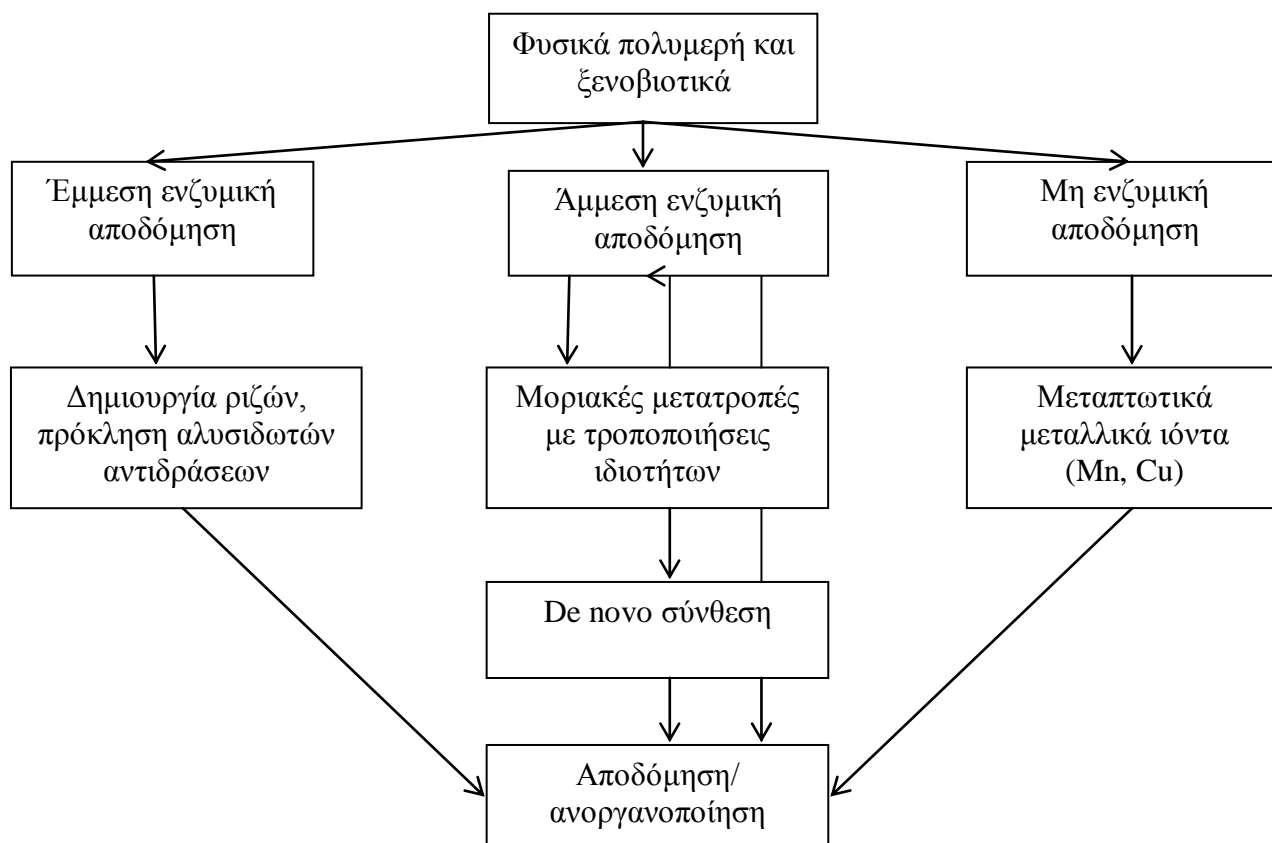 Φυσικά πολυμερή και
ξενοβιοτικά
Έμμεση ενζυμική
αποδόμηση
Άμμεση ενζυμική
αποδόμηση
Μη ενζυμική
αποδόμηση
Δημιουργία ριζών,
πρόκληση αλυσιδωτών
αντιδράσεων
Μοριακές μετατροπές
με τροποποιήσεις
ιδιοτήτων
Μεταπτωτικά
μεταλλικά ιόντα
(Mn, Cu)
De novo σύνθεση
Αποδόμηση/
ανοργανοποίηση